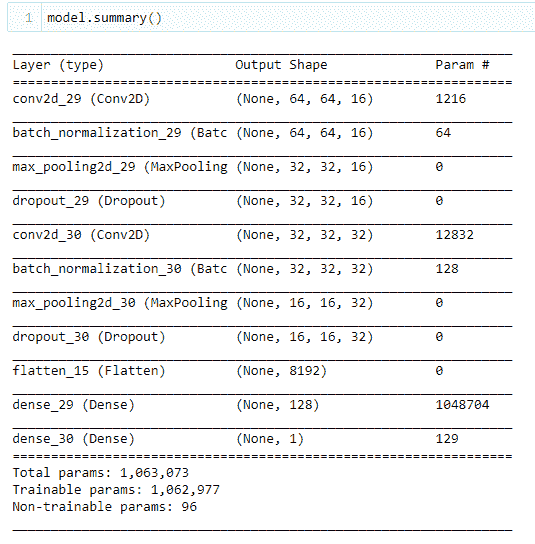 1 model.summary()
Layer (type) Output Shape Param #
conv2d_29 (Conv2D) (None, 64, 64, 16) 1216
batch_normalization_29 (Batc (None, 64, 64, 16) 64
max_pooling2d_29 (MaxPooling (None, 32, 32, 16) 0
dropout_29 (Dropout) (None, 32, 32, 16) 0
conv2d_30 (Conv2D) (None, 32, 32, 32) 12832
batch_normalization_30 (Batc (None, 32, 32, 32) 128
max_pooling2d_30 (MaxPooling (None, 16, 16, 32) 0
dropout_30 (Dropout) (None, 16, 16, 32) 0
flatten_15 (Flatten) (None, 8192) 0
dense_29 (Dense) (None, 128) 1048704
dense_30 (Dense) (None, 1) 129
Total params: 1,063,073
Trainable params: 1,062,977
Non-trainable params: 96